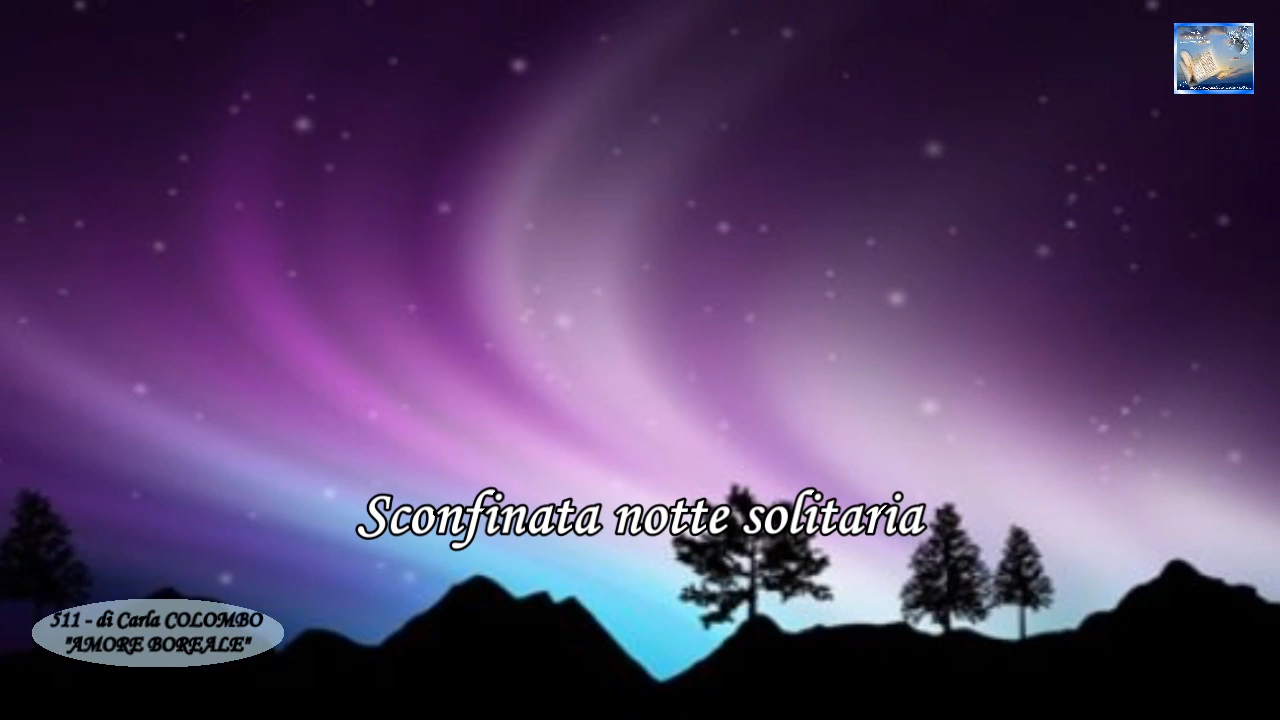 Sconfinata notte solitaria
511 - di Carla COLOMBO
"AMORE BOREALE"